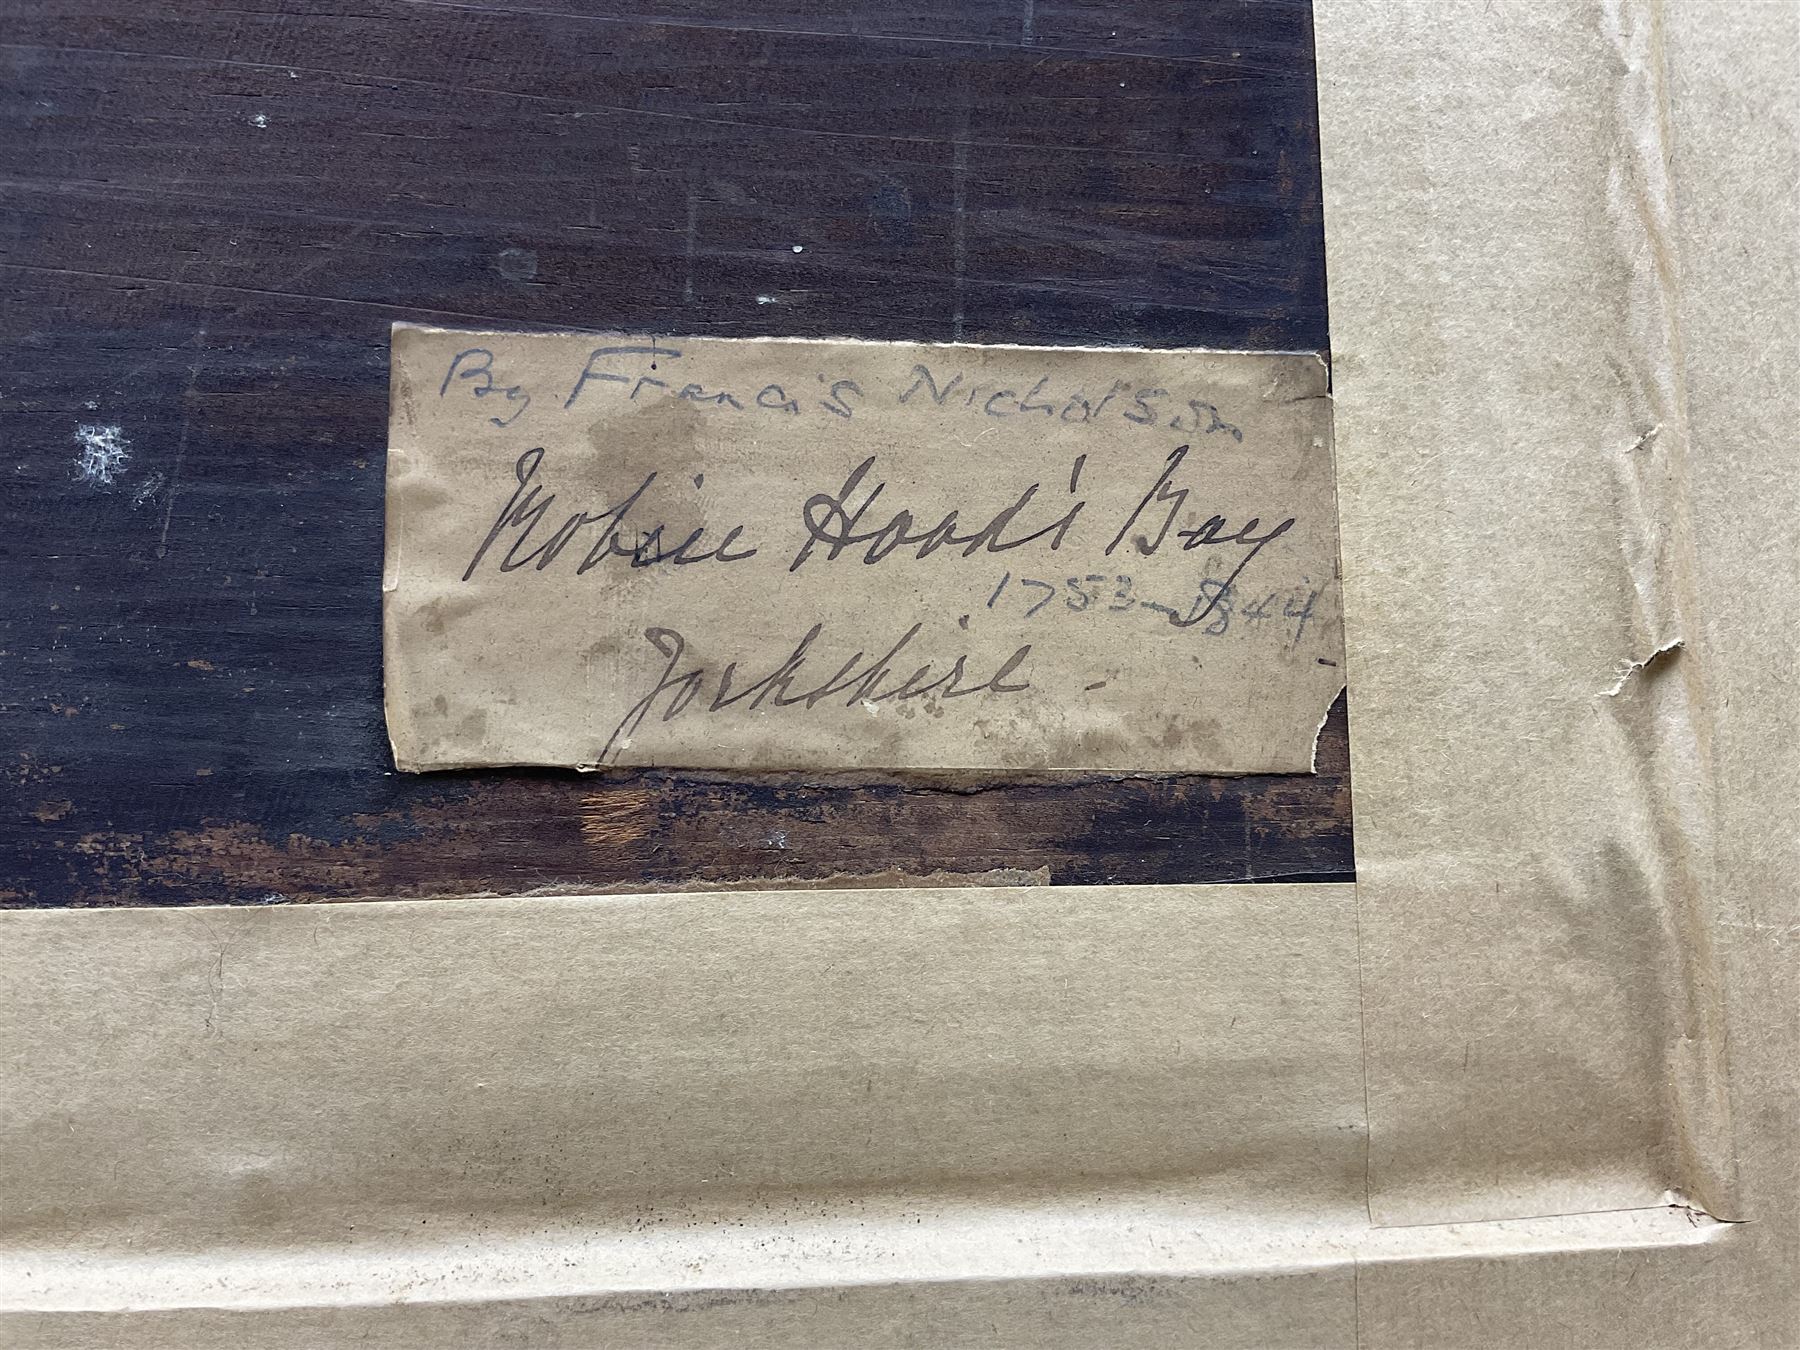 By Francis Nicholson
Robin Hood's Bay
1753-1844
Yorkshire -